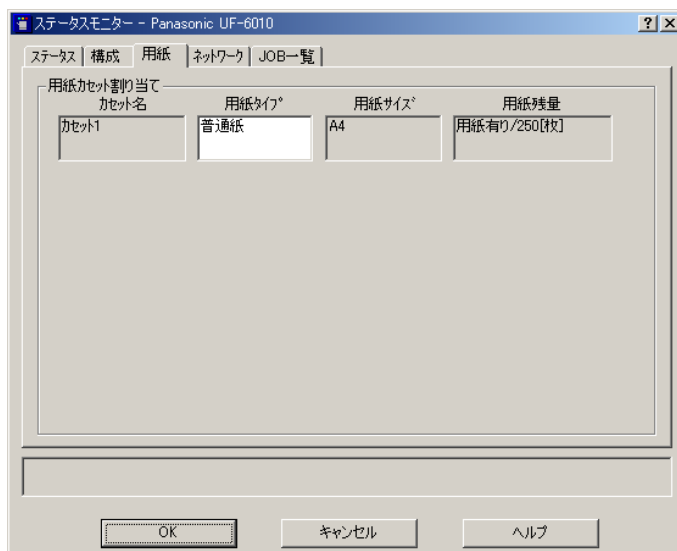 ステータスモニター - Panasonic UF-6010
ステータス 構成 用紙 ネットワーク JOB一覧
用紙カセット割り当て
カセット名 用紙タイプ 用紙サイズ 用紙残量
カセット1 普通紙 A4 用紙有り/250[枚]
OK キャンセル ヘルプ